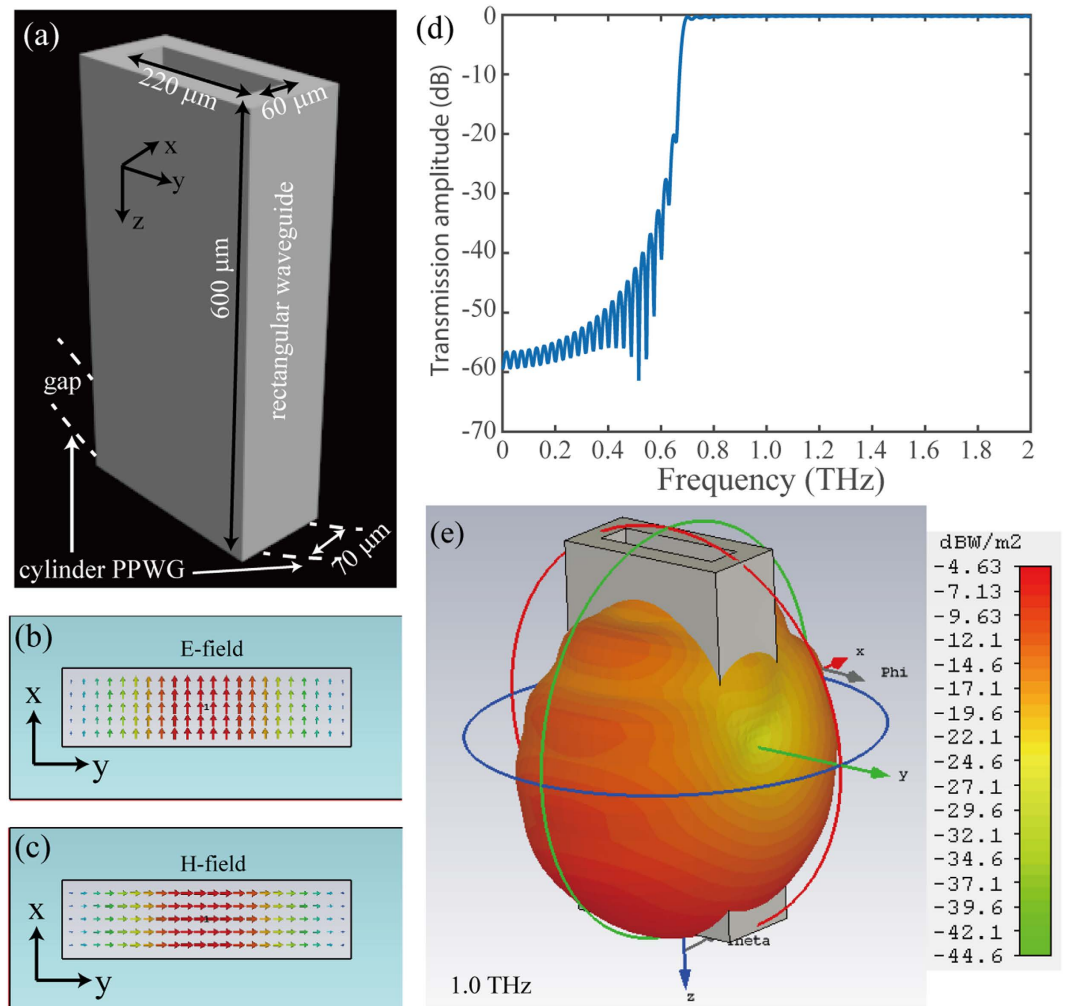 (a)
220 μm
60 μm
x
y
z
600 μm
rectangular waveguide
gap
70 μm
cylinder PPWG
(b)
E-field
x
y
1
(c)
H-field
x
y
1
(d)
Transmission amplitude (dB)
0
-10
-20
-30
-40
-50
-60
-70
0 0.2 0.4 0.6 0.8 1.0 1.2 1.4 1.6 1.8 2
Frequency (THz)
(e)
x
Phi
y
Theta
z
1.0 THz
dBW/m2
-4.63
-7.13
-9.63
-12.1
-14.6
-17.1
-19.6
-22.1
-24.6
-27.1
-29.6
-32.1
-34.6
-37.1
-39.6
-42.1
-44.6